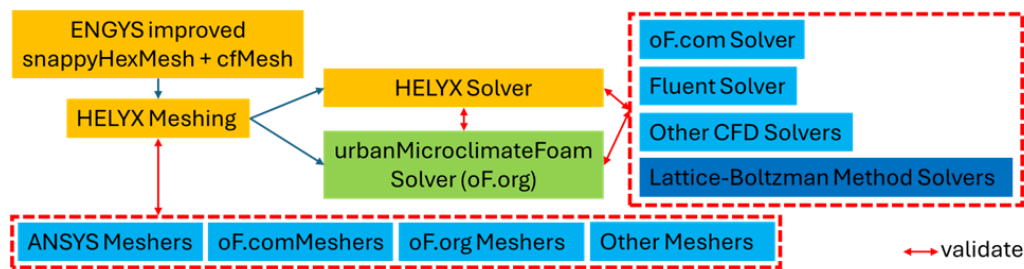 ENGYS improved
snappyHexMesh + cfMesh
HELYX Meshing
HELYX Solver
urbanMicroclimateFoam
Solver (oF.org)
oF.com Solver
Fluent Solver
Other CFD Solvers
Lattice-Boltzman Method Solvers
ANSYS Meshers
oF.comMeshers
oF.org Meshers
Other Meshers
validate